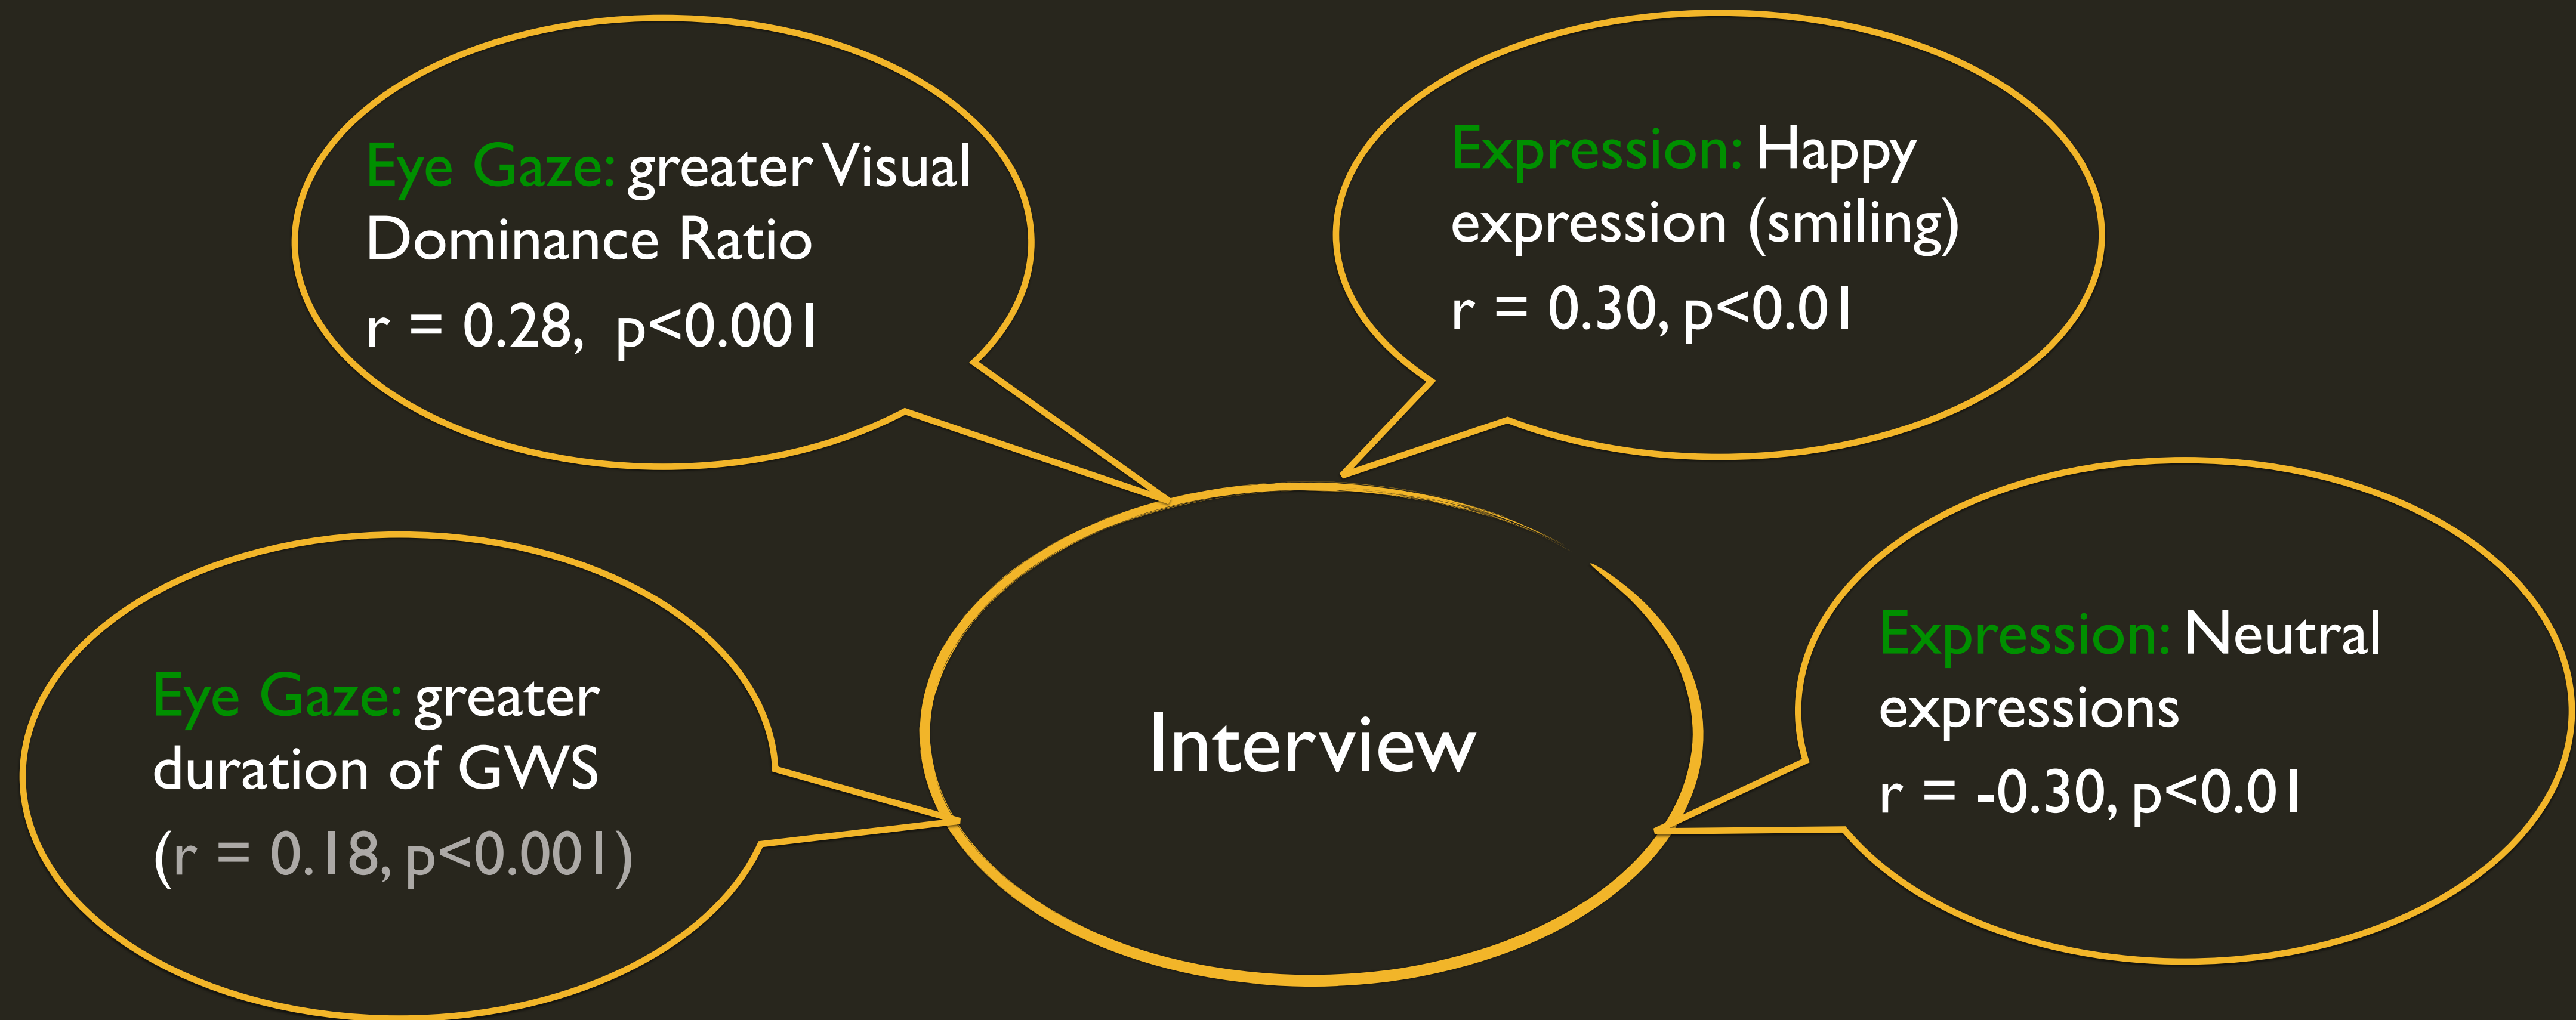 Eye Gaze: greater Visual
Dominance Ratio
r = 0.28, p<0.001
Expression: Happy
expression (smiling)
r = 0.30, p<0.01
Eye Gaze: greater
duration of GWS
(r = 0.18, p<0.001)
Interview
Expression: Neutral
expressions
r = -0.30, p<0.01